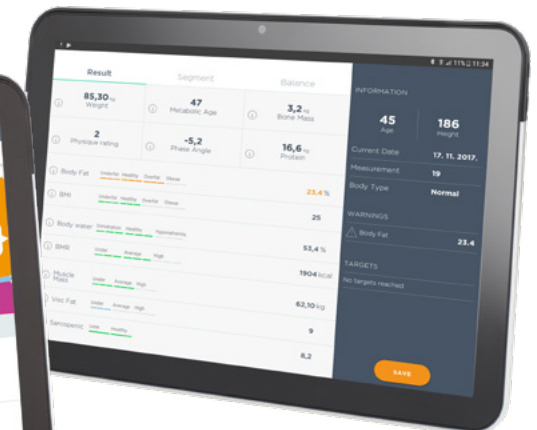 11% 11:34
Result Segment Balance
85,30 kg
Weight
47
Metabolic Age
3,2 kg
Bone Mass
2
Physique rating
-5,2
Phase Angle
16,6 kg
Protein
Body Fat Underfat Healthy Overfat Obese 23,4 %
BMI Underfat Healthy Overfat Obese 25
Body water Dehydration Healthy Hyponatremia 53,4 %
BMR Under Average High 1904 kcal
Muscle
Mass Under Average High 62,10 kg
Visc Fat Under Average High 9
Sarcopenic Low Healthy 8,2
INFORMATION
45
Age
186
Height
Current Date 17. 11. 2017.
Measurement 19
Body Type Normal
WARNINGS
Body Fat 23.4
TARGETS
No targets reached
SAVE